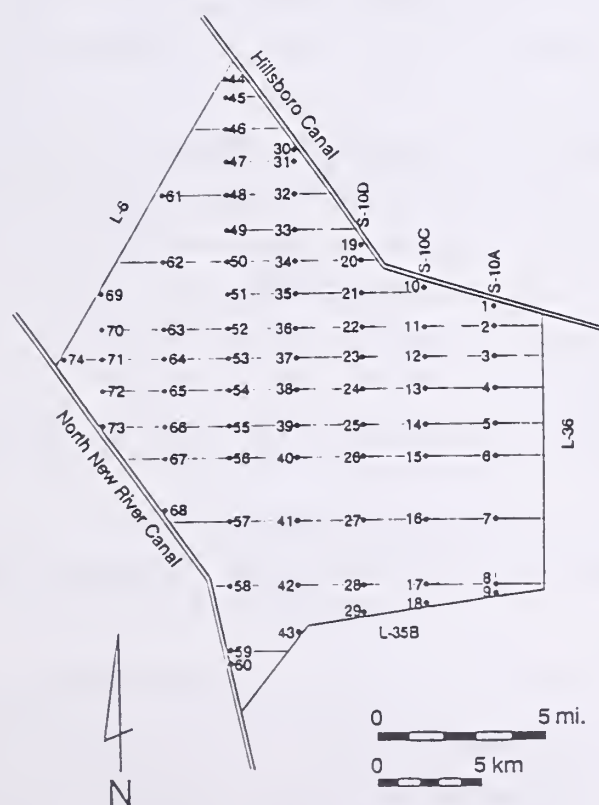 Hillsboro Canal
44
45
46
30
47 31
L-6
61 48 32
S-10D
S-10C
S-10A
49 33
19
62 50 34 20
10
69 51 35 21
1
70 63 52 36 22 11 2
74 71 64 53 37 23 12 3
72 65 54 38 24 13 4
73 66 55 39 25 14 5
L-36
67 56 40 26 15 6
North New River Canal
68
57 41 27 16 7
58 42 28 17 8
9
29 18
43
L-35B
59
60
0 5 mi.
0 5 km
N